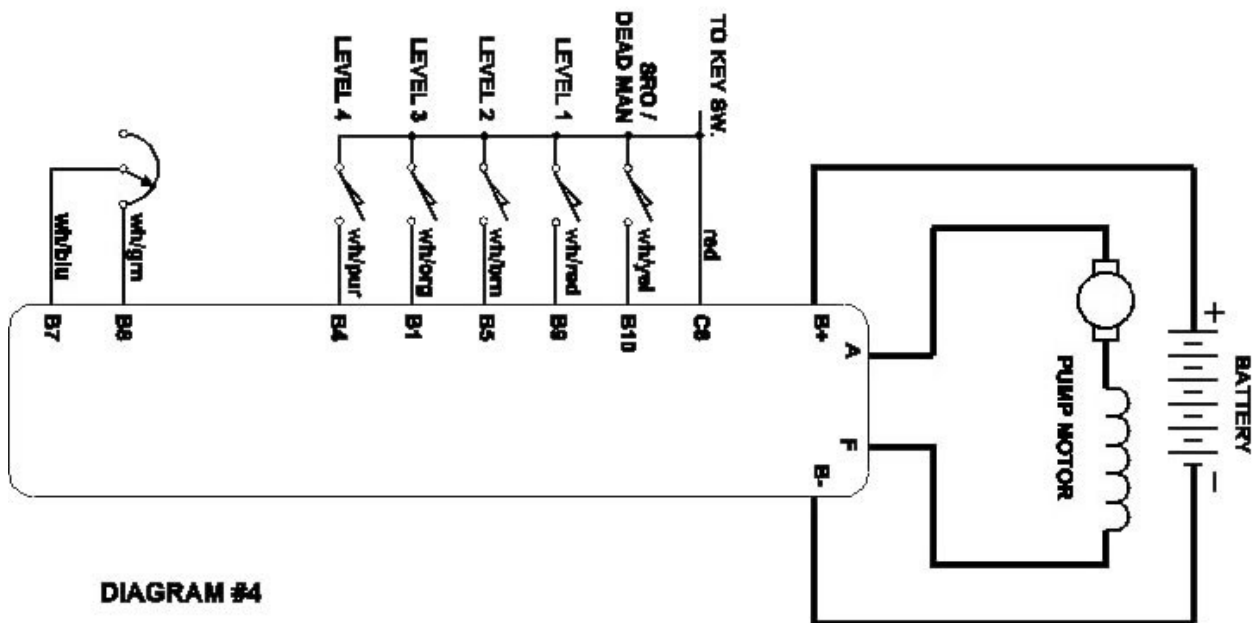 TO KEY SW.
SRO /
DEAD MAN
LEVEL 1
LEVEL 2
LEVEL 3
LEVEL 4
red
wh/yel
wh/red
wh/brn
wh/org
wh/pur
wh/grn
wh/blu
B7
B8
B4
B1
B5
B9
B10
C8
B+
A
F
B-
+
BATTERY
-
PUMP MOTOR
DIAGRAM #4